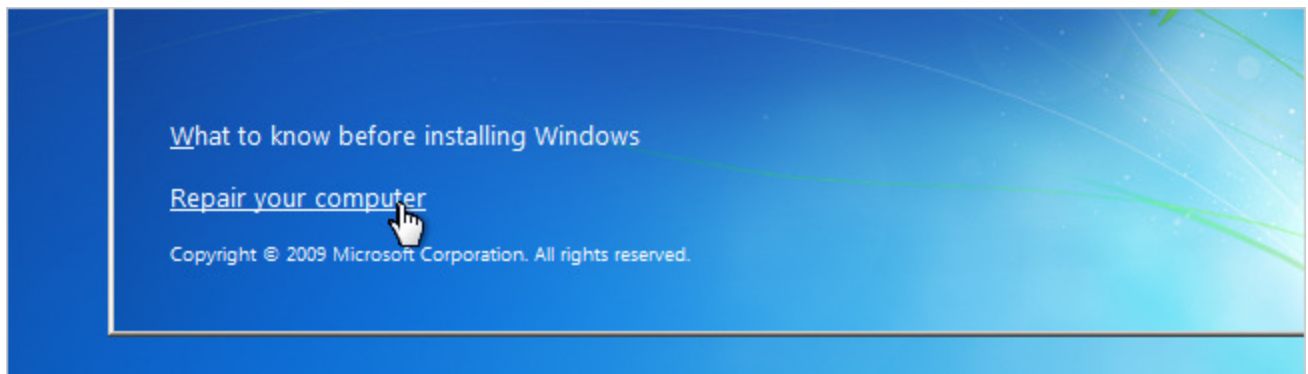 What to know before installing Windows
Repair your computer
Copyright © 2009 Microsoft Corporation. All rights reserved.